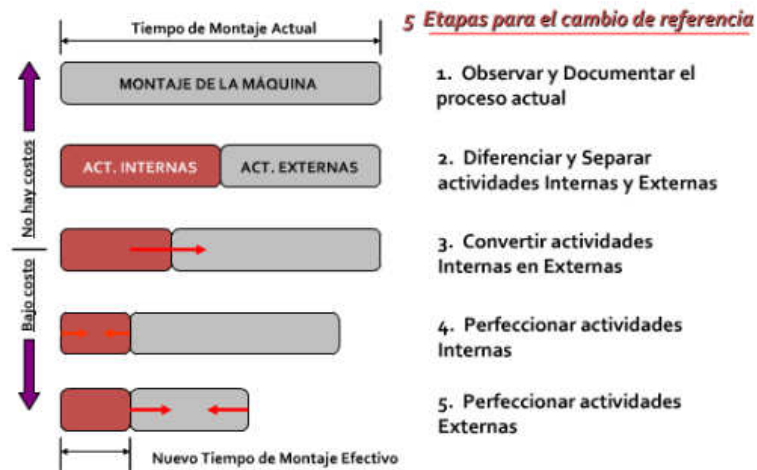 Tiempo de Montaje Actual
5 Etapas para el cambio de referencia
MONTAJE DE LA MÁQUINA
1. Observar y Documentar el
proceso actual
ACT. INTERNAS
ACT. EXTERNAS
2. Diferenciar y Separar
actividades Internas y Externas
No hay costos
3. Convertir actividades
Internas en Externas
Bajo costo
4. Perfeccionar actividades
Internas
5. Perfeccionar actividades
Externas
Nuevo Tiempo de Montaje Efectivo